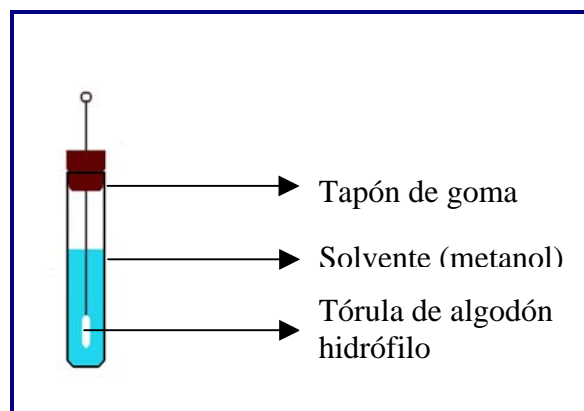 Tapón de goma
Solvente (metanol)
Tórula de algodón
hidrófilo